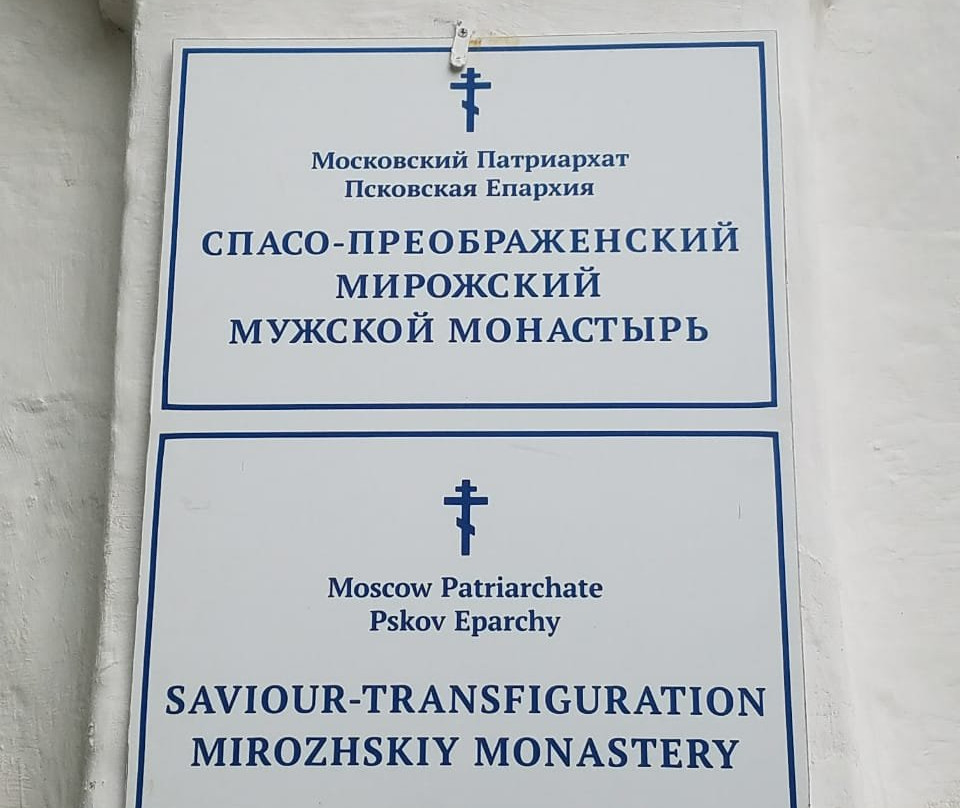 Московский Патриархат
Псковская Епархия
СПАСО-ПРЕОБРАЖЕНСКИЙ
МИРОЖСКИЙ
МУЖСКОЙ МОНАСТЫРЬ
Moscow Patriarchate
Pskov Eparchy
SAVIOUR-TRANSFIGURATION
MIROZHSKIY MONASTERY